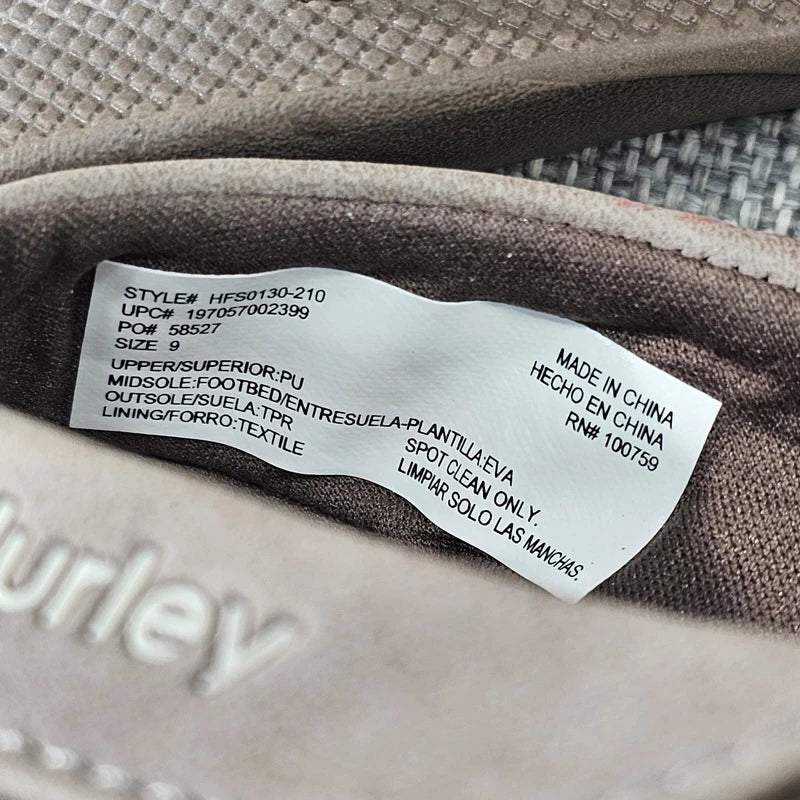 STYLE# HFS0130-210
UPC# 197057002399
PO# 58527
SIZE 9
UPPER/SUPERIOR:PU
MIDSOLE:FOOTBED/ENTRESUELA-PLANTILLA:EVA
OUTSOLE/SUELA:TPR
LINING/FORRO:TEXTILE
MADE IN CHINA
HECHO EN CHINA
RN# 100759
SPOT CLEAN ONLY.
LIMPIAR SOLO LAS MANCHAS.
Hurley